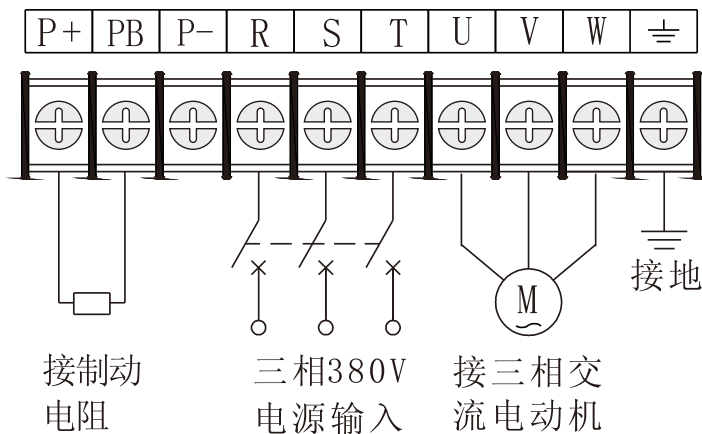 P+ PB P- R S T U V W
M
接地
接制动 三相380V 接三相交
电阻 电源输入 流电动机